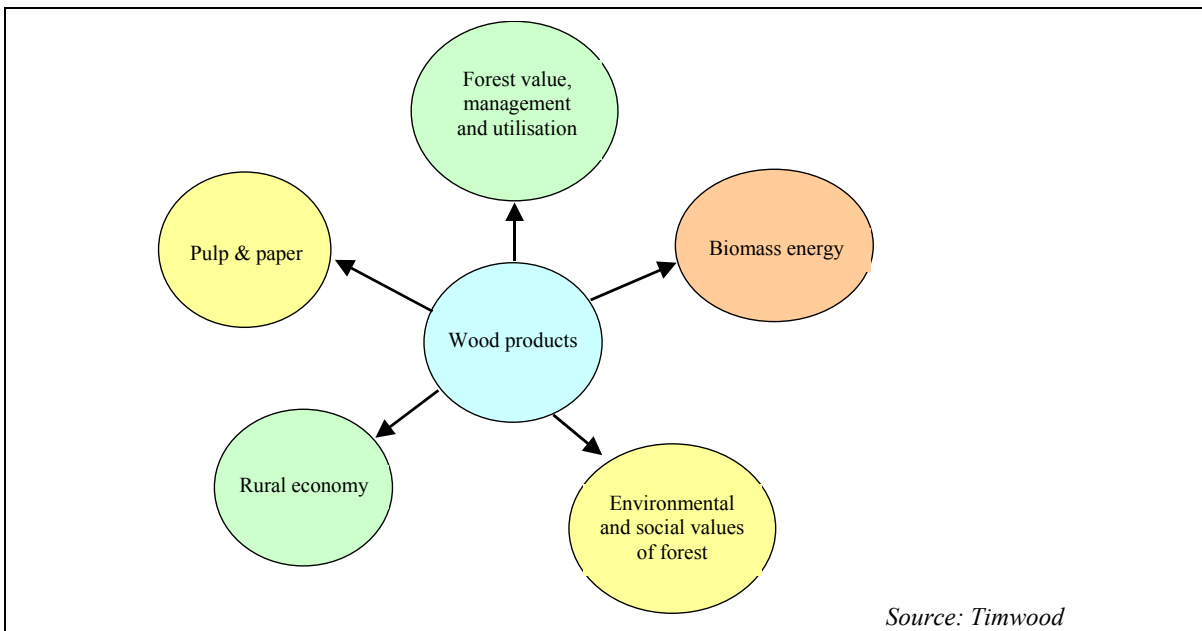 Forest value,
management
and utilisation
Pulp & paper
Biomass energy
Wood products
Rural economy
Environmental
and social values
of forest
Source: Timwood